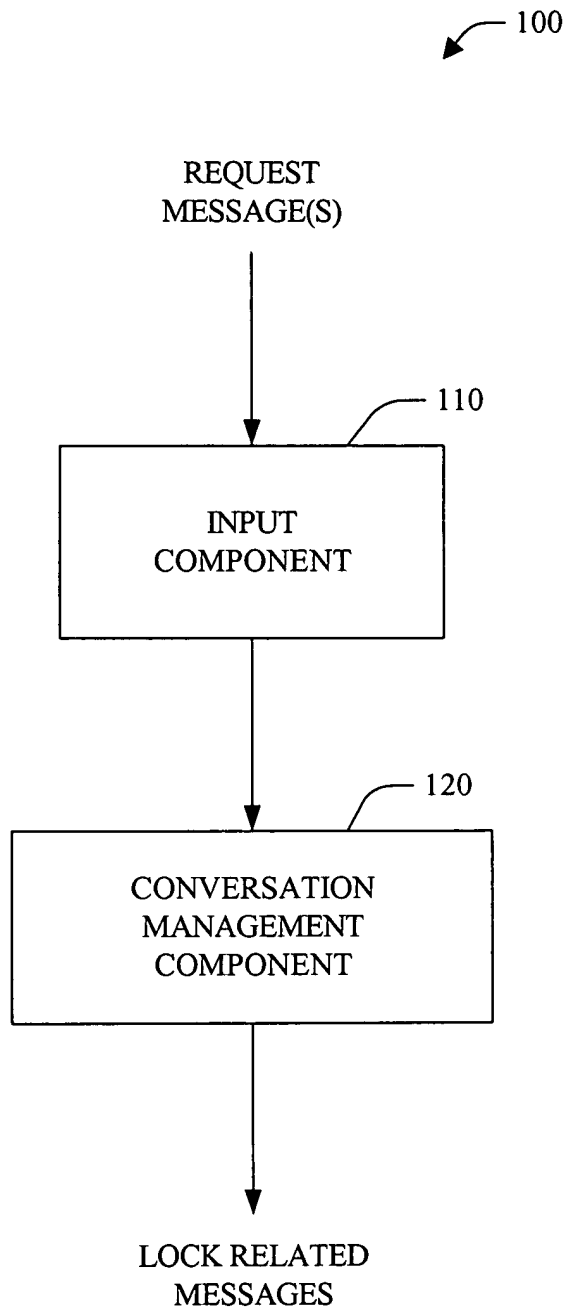 100
REQUEST
MESSAGE(S)
110
INPUT
COMPONENT
120
CONVERSATION
MANAGEMENT
COMPONENT
LOCK RELATED
MESSAGES